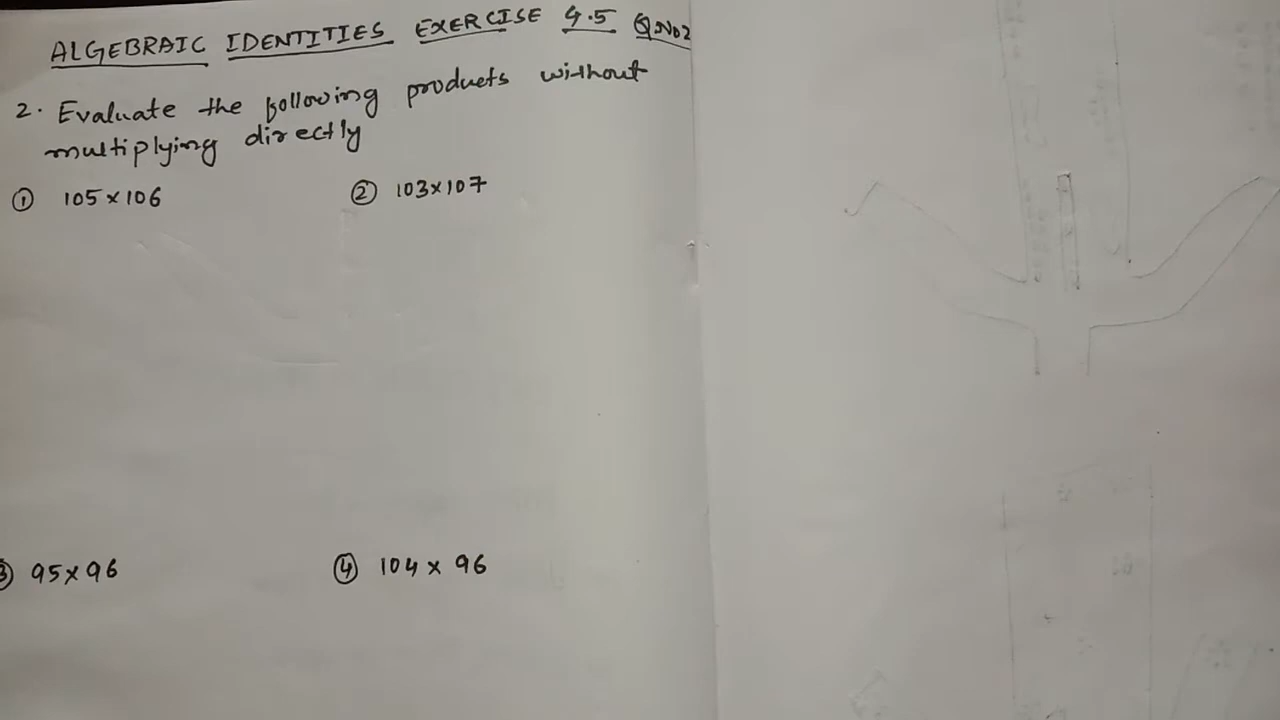 ALGEBRAIC IDENTITIES EXERCISE 4.5 QNO2
2. Evaluate the following products without
multiplying directly
① 105×106 ② 103×107
③ 95×96 ④ 104×96